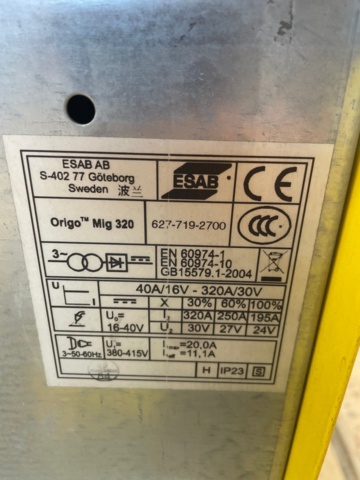 ESAB AB
S-402 77 Göteborg
Sweden 波兰
ESAB
CE
Origo™ Mig 320
627-719-2700
CCC
3~
EN 60974-1
EN 60974-10
GB15579.1-2004
U
I
40A/16V - 320A/30V
X 30% 60% 100%
U₀= 16-40V
I₂ 320A 250A 195A
U₂ 30V 27V 24V
3~50-60Hz
U₁= 380-415V
I₁max=20,0A
I₁eff=11,1A
H IP23 S